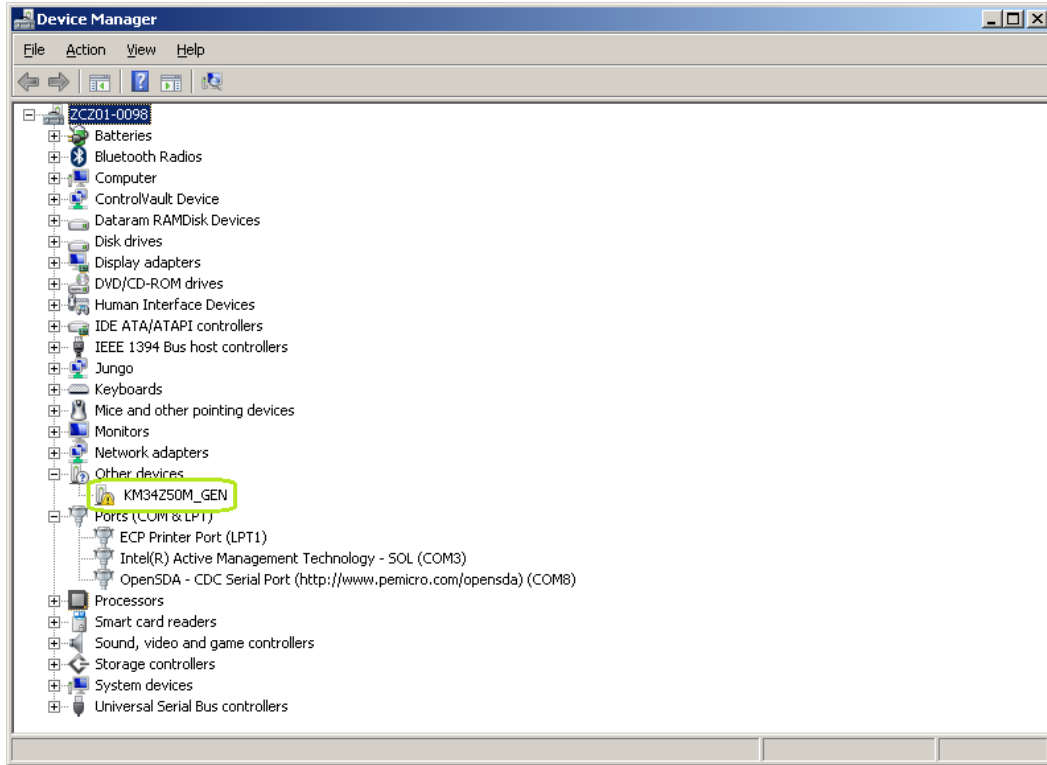 Device Manager
File Action View Help
ZCZ01-0098
Batteries
Bluetooth Radios
Computer
ControlVault Device
Dataram RAMDisk Devices
Disk drives
Display adapters
DVD/CD-ROM drives
Human Interface Devices
IDE ATA/ATAPI controllers
IEEE 1394 Bus host controllers
Jungo
Keyboards
Mice and other pointing devices
Monitors
Network adapters
Other devices
KM34Z50M_GEN
Ports (COM & LPT)
ECP Printer Port (LPT1)
Intel(R) Active Management Technology - SOL (COM3)
OpenSDA - CDC Serial Port (http://www.pemicro.com/opensda) (COM8)
Processors
Smart card readers
Sound, video and game controllers
Storage controllers
System devices
Universal Serial Bus controllers